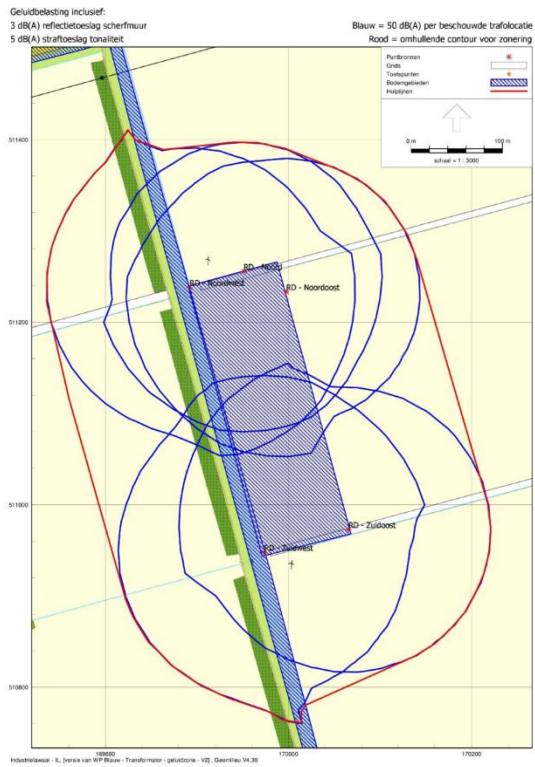 Geluidbelasting inclusief:
3 dB(A) reflectietoeslag scherfmuur
5 dB(A) straftoeslag tonaliteit
Blauw = 50 dB(A) per beschouwde trafolocatie
Rood = omhullende contour voor zonering
Puntbronnen
Grids
Toetspunten
Bodemgebieden
Hulplijnen
0 m
100 m
schaal = 1 : 3000
511400
RD - Noord
RD - Noordwest
RD - Noordoost
511200
511000
RD - Zuidoost
RD - Zuidwest
510800
169800
170000
170200
Industrielawaai - IL, [versie van WP Blauw - Transformator - geluidzone - V2] , Geomilieu V4.30